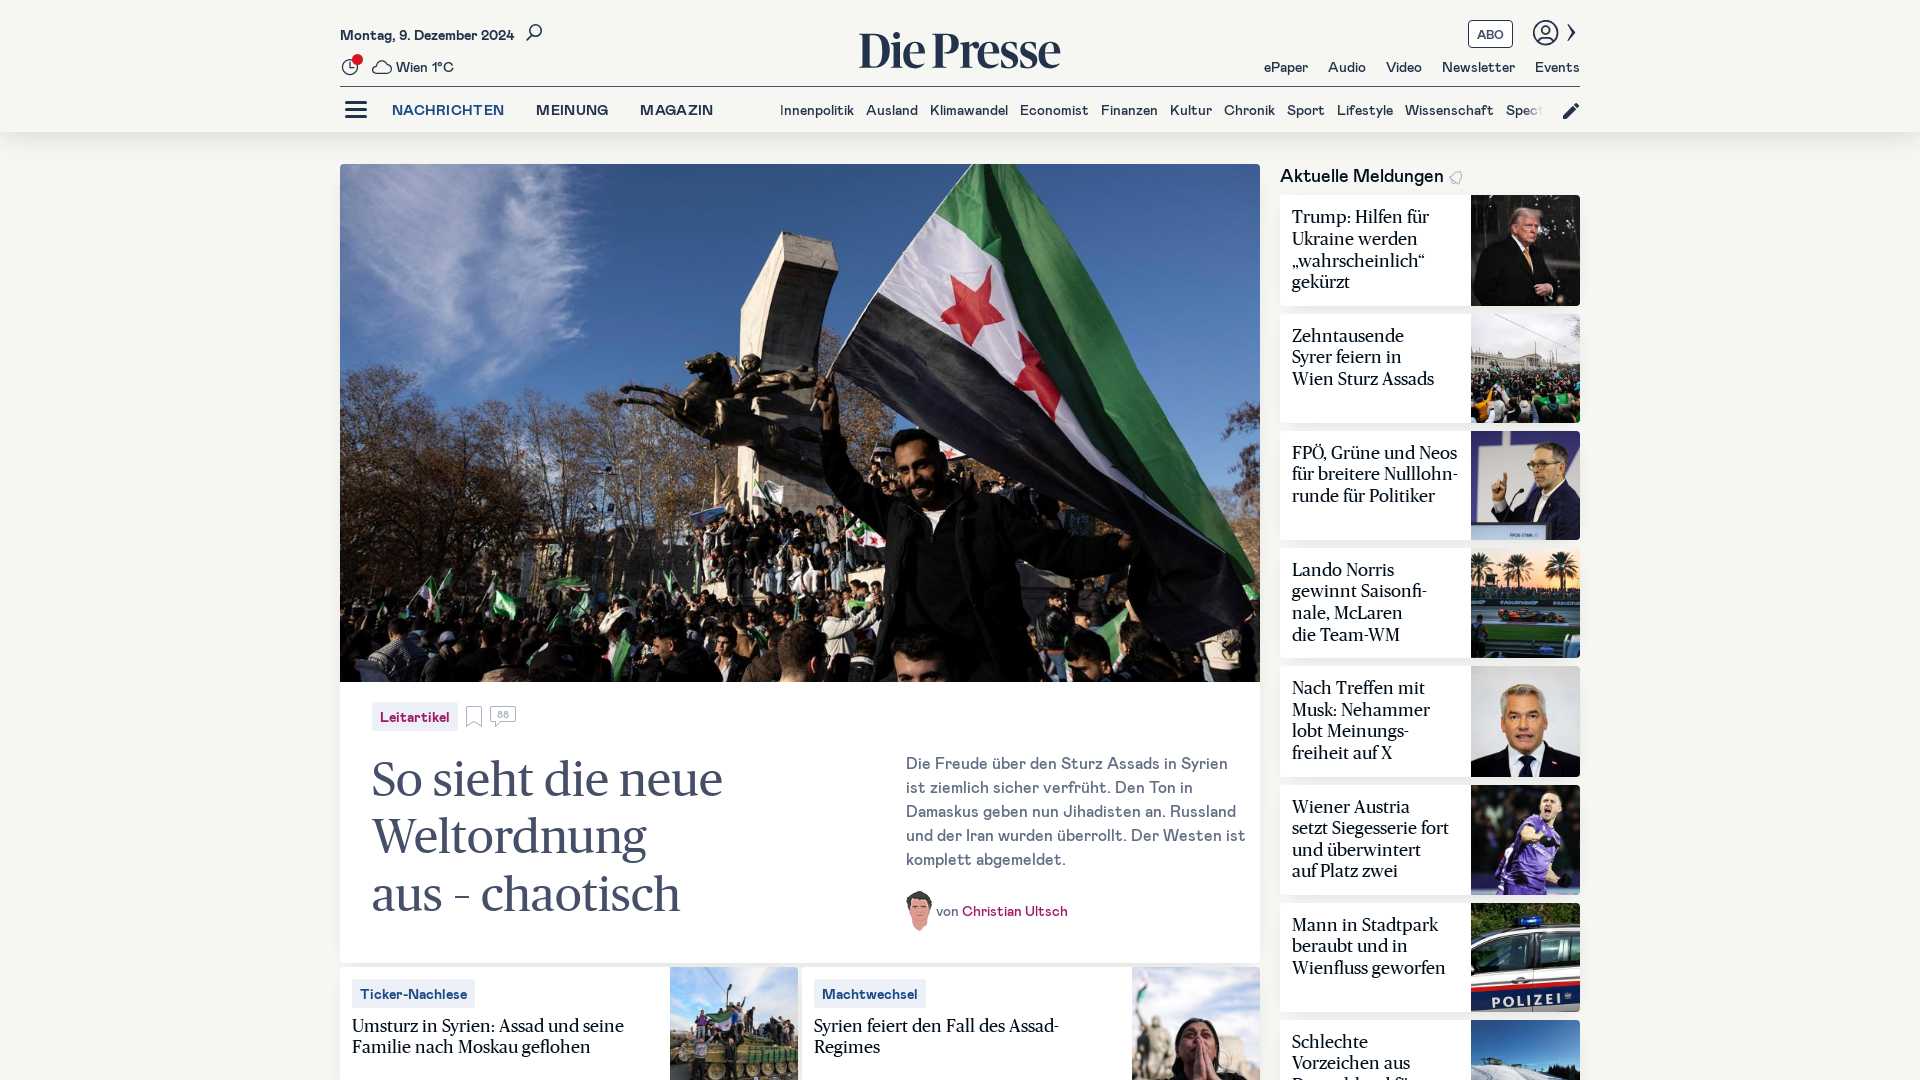 Montag, 9. Dezember 2024
Wien 1°C
Die Presse
ABO
ePaper Audio Video Newsletter Events
NACHRICHTEN MEINUNG MAGAZIN
Innenpolitik Ausland Klimawandel Economist Finanzen Kultur Chronik Sport Lifestyle Wissenschaft Spect
Leitartikel
88
So sieht die neue
Weltordnung
aus – chaotisch
Die Freude über den Sturz Assads in Syrien
ist ziemlich sicher verfrüht. Den Ton in
Damaskus geben nun Jihadisten an. Russland
und der Iran wurden überrollt. Der Westen ist
komplett abgemeldet.
von Christian Ultsch
Ticker-Nachlese
Umsturz in Syrien: Assad und seine
Familie nach Moskau geflohen
Machtwechsel
Syrien feiert den Fall des Assad-
Regimes
Aktuelle Meldungen
Trump: Hilfen für
Ukraine werden
„wahrscheinlich“
gekürzt
Zehntausende
Syrer feiern in
Wien Sturz Assads
FPÖ, Grüne und Neos
für breitere Nulllohn-
runde für Politiker
Lando Norris
gewinnt Saisonfi-
nale, McLaren
die Team-WM
Nach Treffen mit
Musk: Nehammer
lobt Meinungs-
freiheit auf X
Wiener Austria
setzt Siegesserie fort
und überwintert
auf Platz zwei
Mann in Stadtpark
beraubt und in
Wienfluss geworfen
POLIZEI
Schlechte
Vorzeichen aus